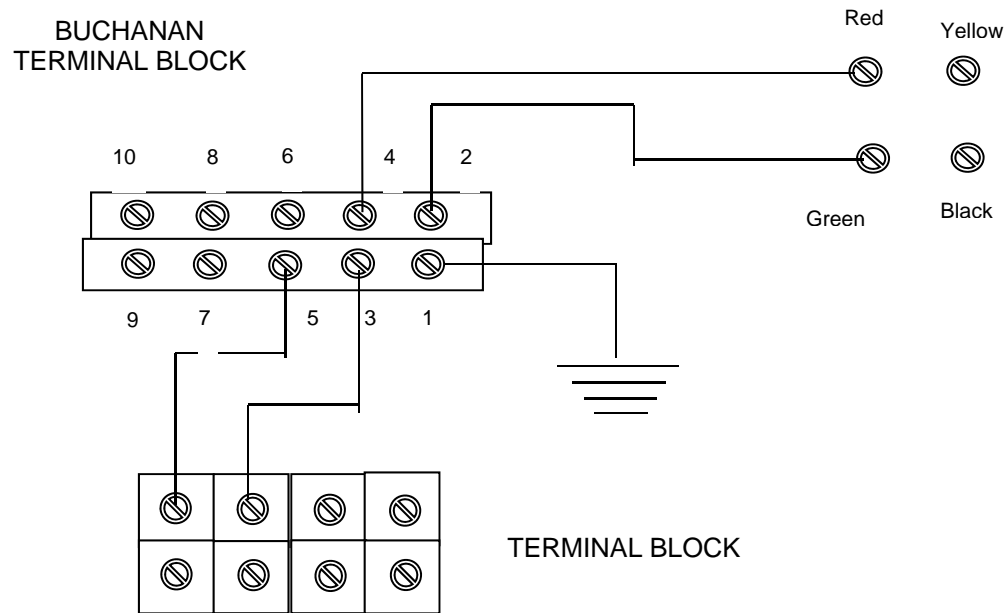 BUCHANAN
TERMINAL BLOCK
Red
Yellow
10 8 6 4 2
Green
Black
9 7 5 3 1
TERMINAL BLOCK